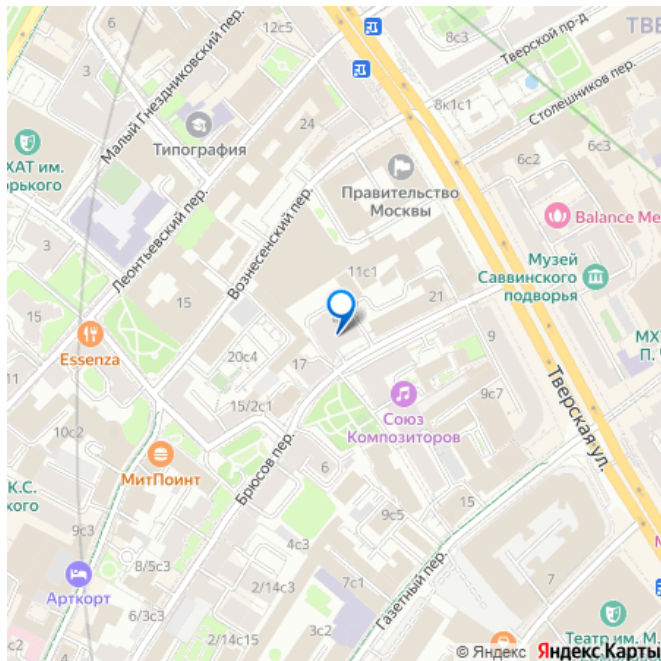 12с5
8с3
Тверской пр-д
ТВЕ
3
Малый Гнездниковский пер.
Столешников пер.
8к1с1
Типография
24
6с2
6с3
ХАТ им.
орького
Правительство
Москвы
Balance Me
Леонтьевский пер.
Вознесенский пер.
3
Музей
Саввинского
подворья
11с1
15
21
15
Essenza
20с4
17
9
МХ
П. Ч
11
15/2с1
Союз
Композиторов
9с7
Тверская ул.
10с2
МитПоинт
Брюсов пер.
6
К.С.
кого
9с3
15
9с5
4с3
8/5с3
Арткорт
2/14с3
7с1
Газетный пер.
7
6/3с3
3с2
2/14с15
Театр им. М.
© Яндекс Яндекс Карты